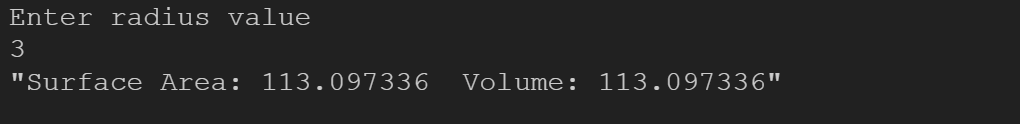 Enter radius value
3
"Surface Area: 113.097336  Volume: 113.097336"